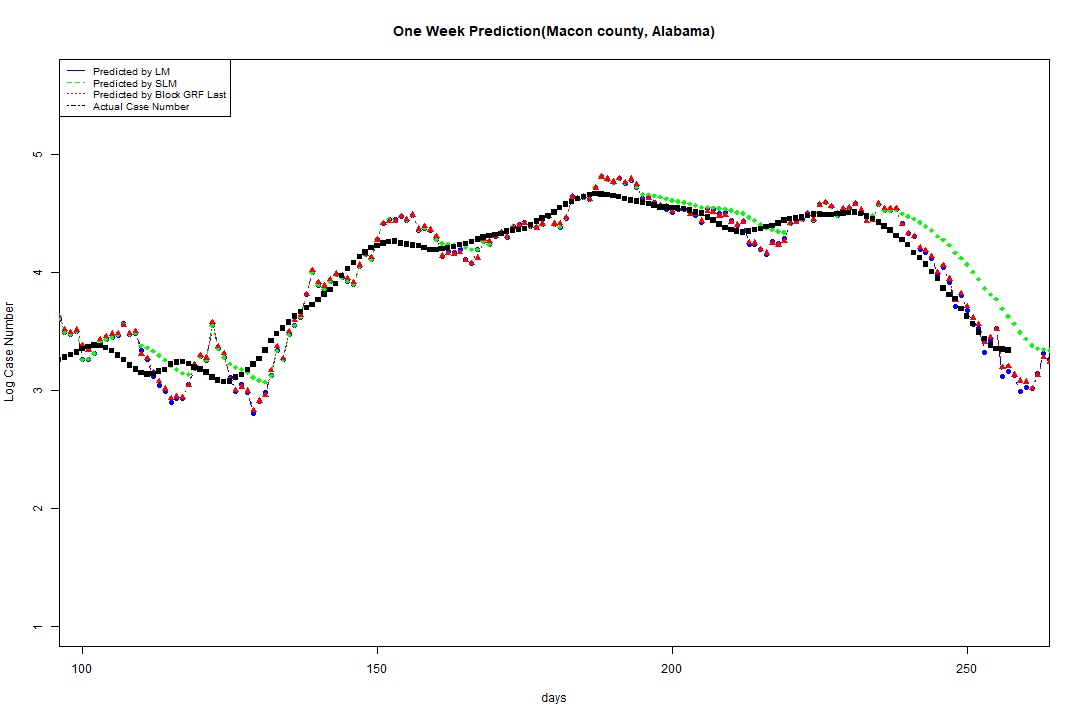 One Week Prediction(Macon county, Alabama)
Predicted by LM
Predicted by SLM
Predicted by Block GRF Last
Actual Case Number
5
4
3
2
1
Log Case Number
100 150 200 250
days